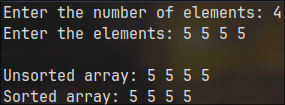 Enter the number of elements: 4
Enter the elements: 5 5 5 5
Unsorted array: 5 5 5 5
Sorted array: 5 5 5 5